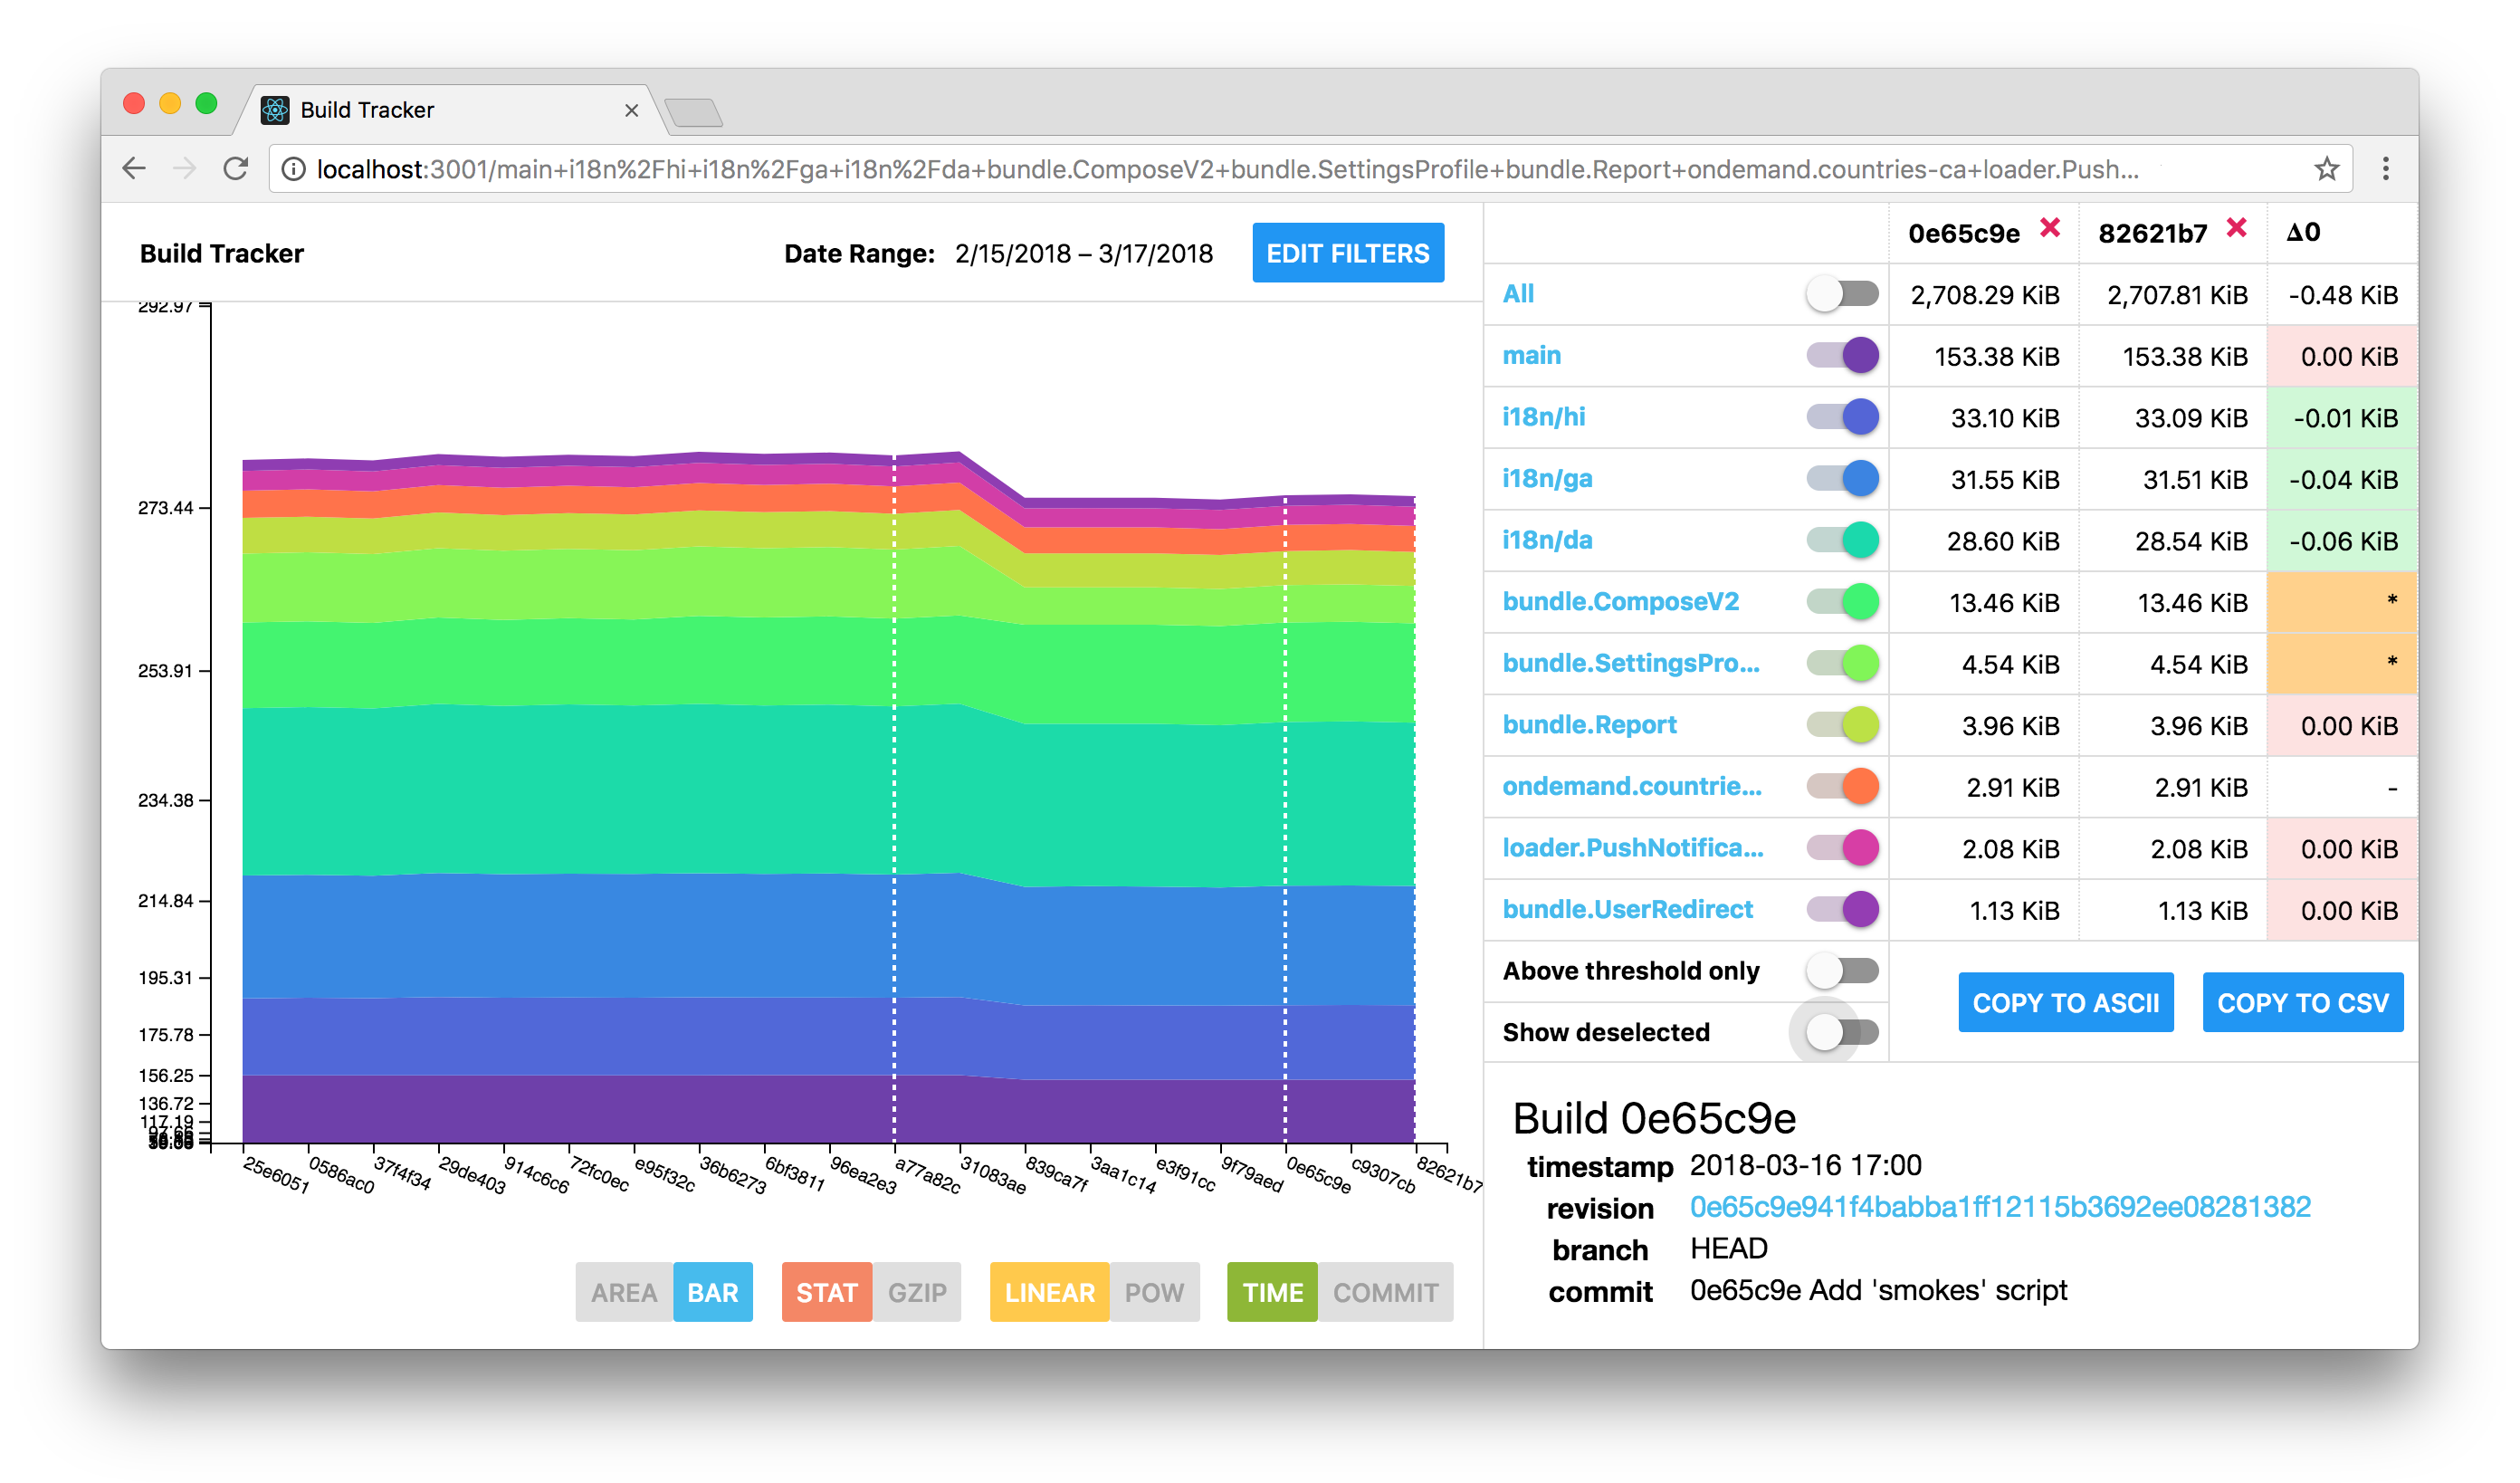 Build Tracker
localhost:3001/main+i18n%2Fhi+i18n%2Fga+i18n%2Fda+bundle.ComposeV2+bundle.SettingsProfile+bundle.Report+ondemand.countries-ca+loader.Push...
Build Tracker
Date Range: 2/15/2018 – 3/17/2018
EDIT FILTERS
292.97
273.44
253.91
234.38
214.84
195.31
175.78
156.25
136.72
117.19
97.66
25e6051
0586ac0
37f4f34
29de403
914c6c6
72fc0ec
e95f32c
36b6273
6bf3811
96ea2e3
a77a82c
31083ae
839ca7f
3aa1c14
e3f91cc
9f79aed
0e65c9e
c9307cb
82621b7
AREA BAR STAT GZIP LINEAR POW TIME COMMIT
0e65c9e ✕ 82621b7 ✕ Δ0
All 2,708.29 KiB 2,707.81 KiB -0.48 KiB
main 153.38 KiB 153.38 KiB 0.00 KiB
i18n/hi 33.10 KiB 33.09 KiB -0.01 KiB
i18n/ga 31.55 KiB 31.51 KiB -0.04 KiB
i18n/da 28.60 KiB 28.54 KiB -0.06 KiB
bundle.ComposeV2 13.46 KiB 13.46 KiB *
bundle.SettingsPro... 4.54 KiB 4.54 KiB *
bundle.Report 3.96 KiB 3.96 KiB 0.00 KiB
ondemand.countrie... 2.91 KiB 2.91 KiB -
loader.PushNotifica... 2.08 KiB 2.08 KiB 0.00 KiB
bundle.UserRedirect 1.13 KiB 1.13 KiB 0.00 KiB
Above threshold only
Show deselected
COPY TO ASCII COPY TO CSV
Build 0e65c9e
timestamp 2018-03-16 17:00
revision 0e65c9e941f4babba1ff12115b3692ee08281382
branch HEAD
commit 0e65c9e Add 'smokes' script